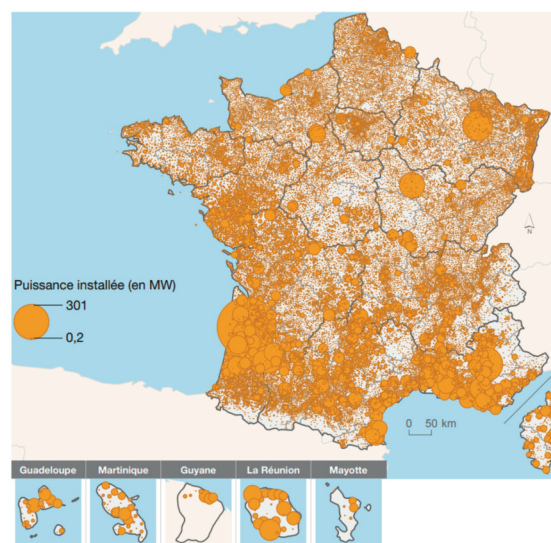 Puissance installée (en MW)
301
0,2
N
0 50 km
Guadeloupe Martinique Guyane La Réunion Mayotte